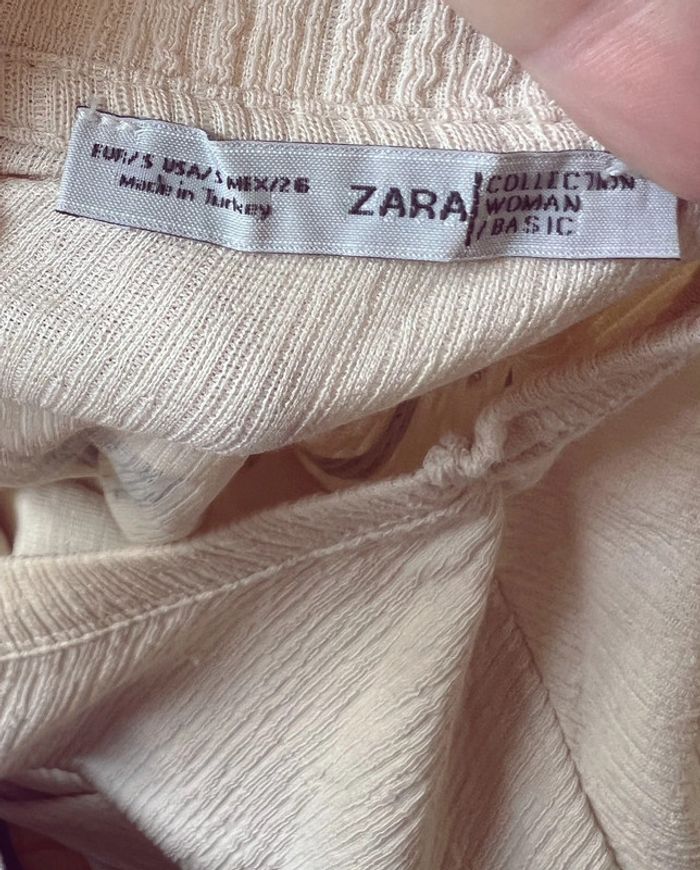 EUR/S USA/S MEX/26
Made in Turkey
ZARA
COLLECTION
WOMAN
/BASIC